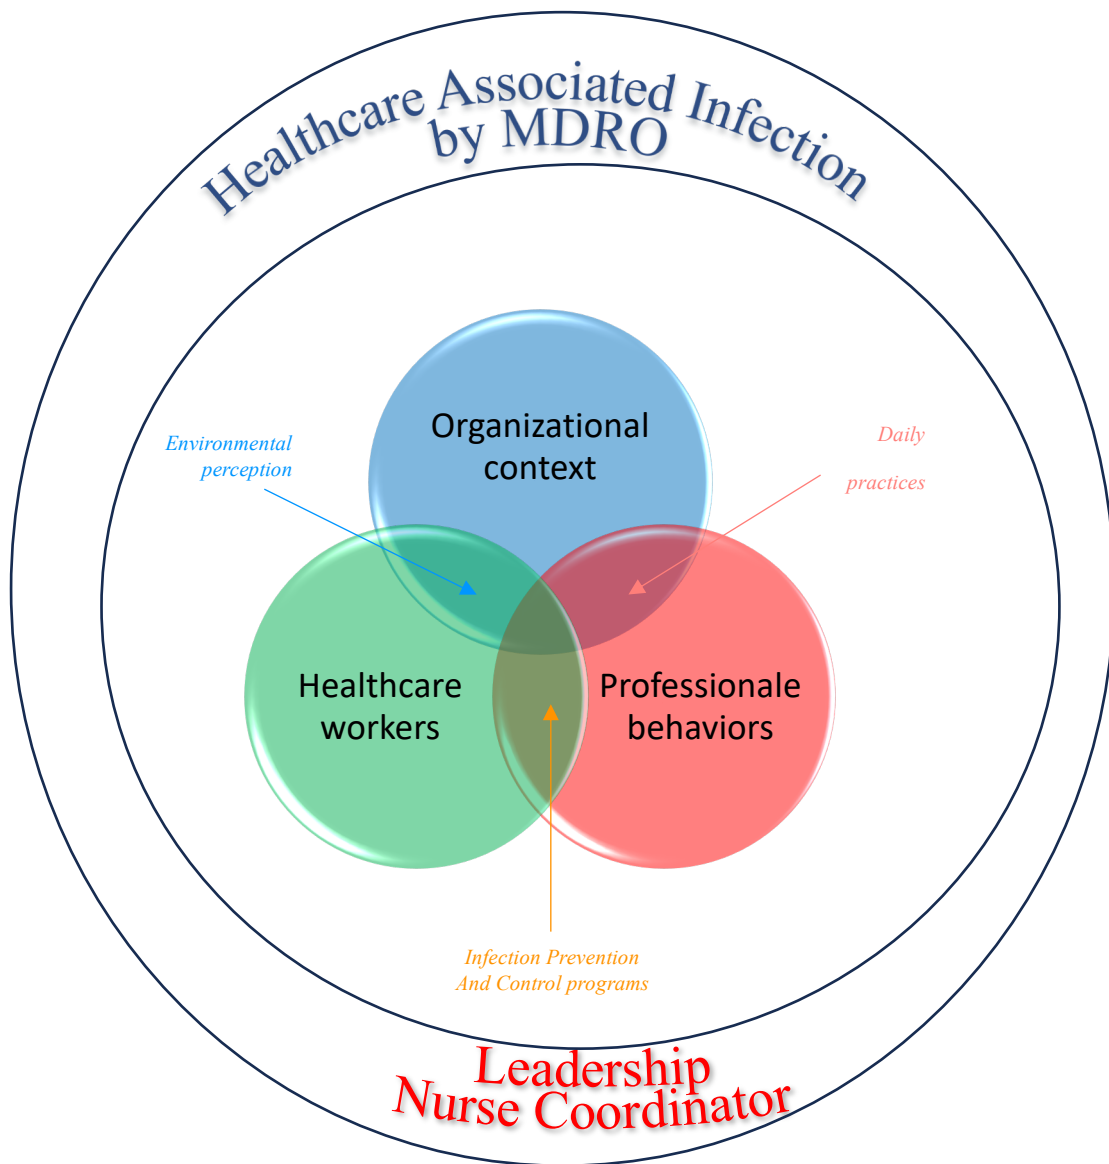 Healthcare Associated Infection
by MDRO
Organizational
context
Environmental
perception
Daily
practices
Healthcare
workers
Professionale
behaviors
Infection Prevention
And Control programs
Leadership
Nurse Coordinator